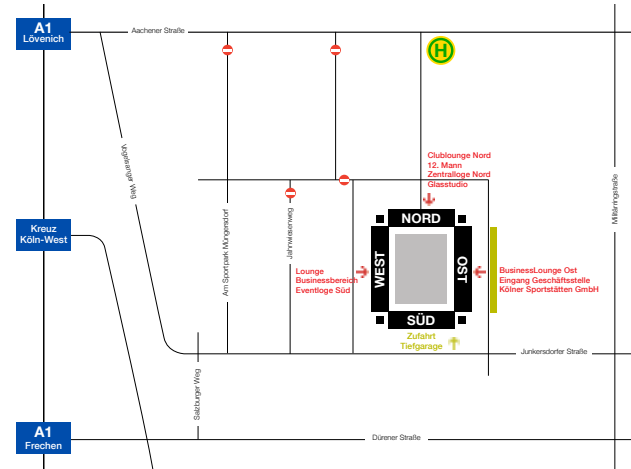 A1
Lövenich
Aachener Straße
H
Vogelsanger Weg
Am Sportpark Müngersdorf
Jahnwiesenweg
Militärringstraße
Clublounge Nord
12. Mann
Zentralloge Nord
Glasstudio
Kreuz
Köln-West
NORD
WEST
OST
SÜD
Lounge
Businessbereich
Eventloge Süd
BusinessLounge Ost
Eingang Geschäftsstelle
Kölner Sportstätten GmbH
Zufahrt
Tiefgarage
Junkersdorfer Straße
Salzburger Weg
A1
Frechen
Dürener Straße